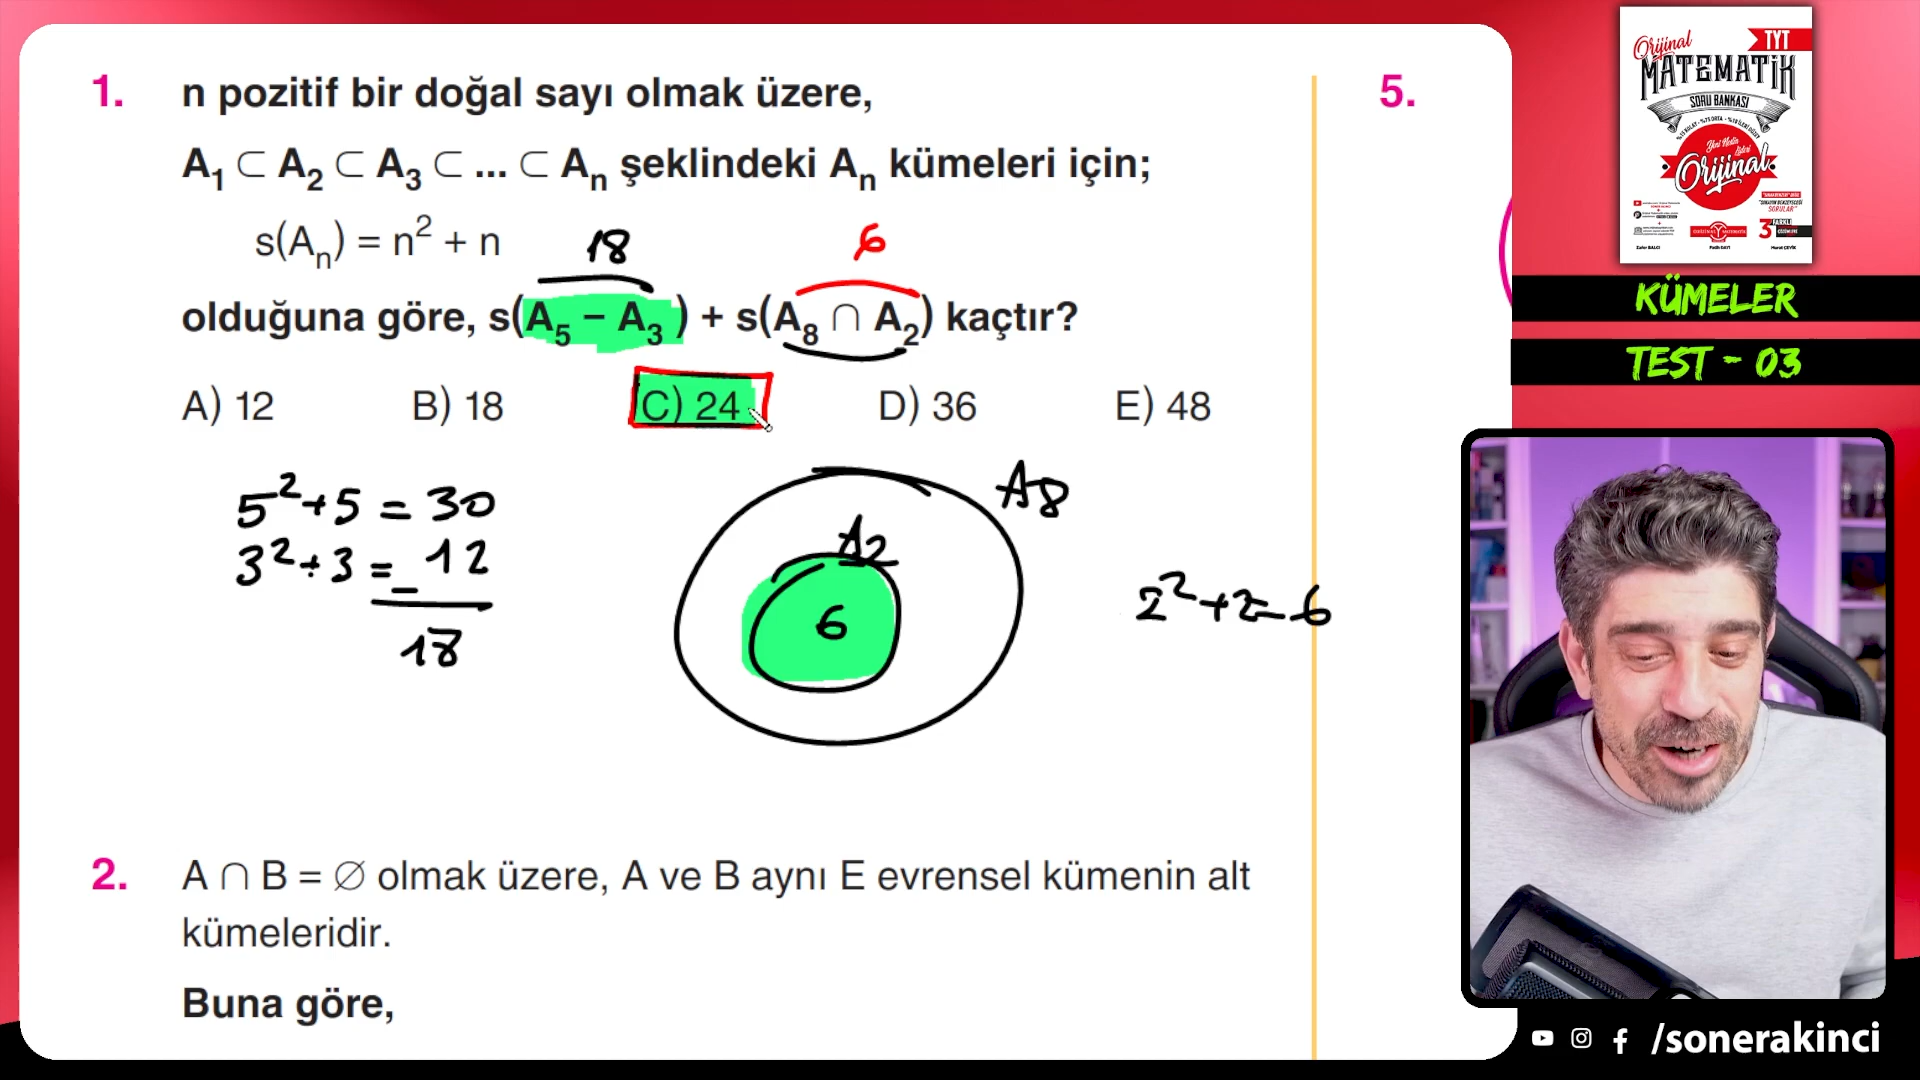 1. n pozitif bir doğal sayı olmak üzere,
A₁ ⊂ A₂ ⊂ A₃ ⊂ ... ⊂ Aₙ şeklindeki Aₙ kümeleri için;
s(Aₙ) = n² + n
18
6
olduğuna göre, s(A₅ − A₃) + s(A₈ ∩ A₂) kaçtır?
A) 12 B) 18 C) 24 D) 36 E) 48
5²+5 = 30
3²+3 = 12
−
18
A8
A2
6
2²+2=6
2. A ∩ B = ∅ olmak üzere, A ve B aynı E evrensel kümenin alt
kümeleridir.
Buna göre,
5.
Orijinal
TYT
MATEMATİK
SORU BANKASI
Orijinal
SORULAR"
3
KÜMELER
TEST - 03
/sonerakinci